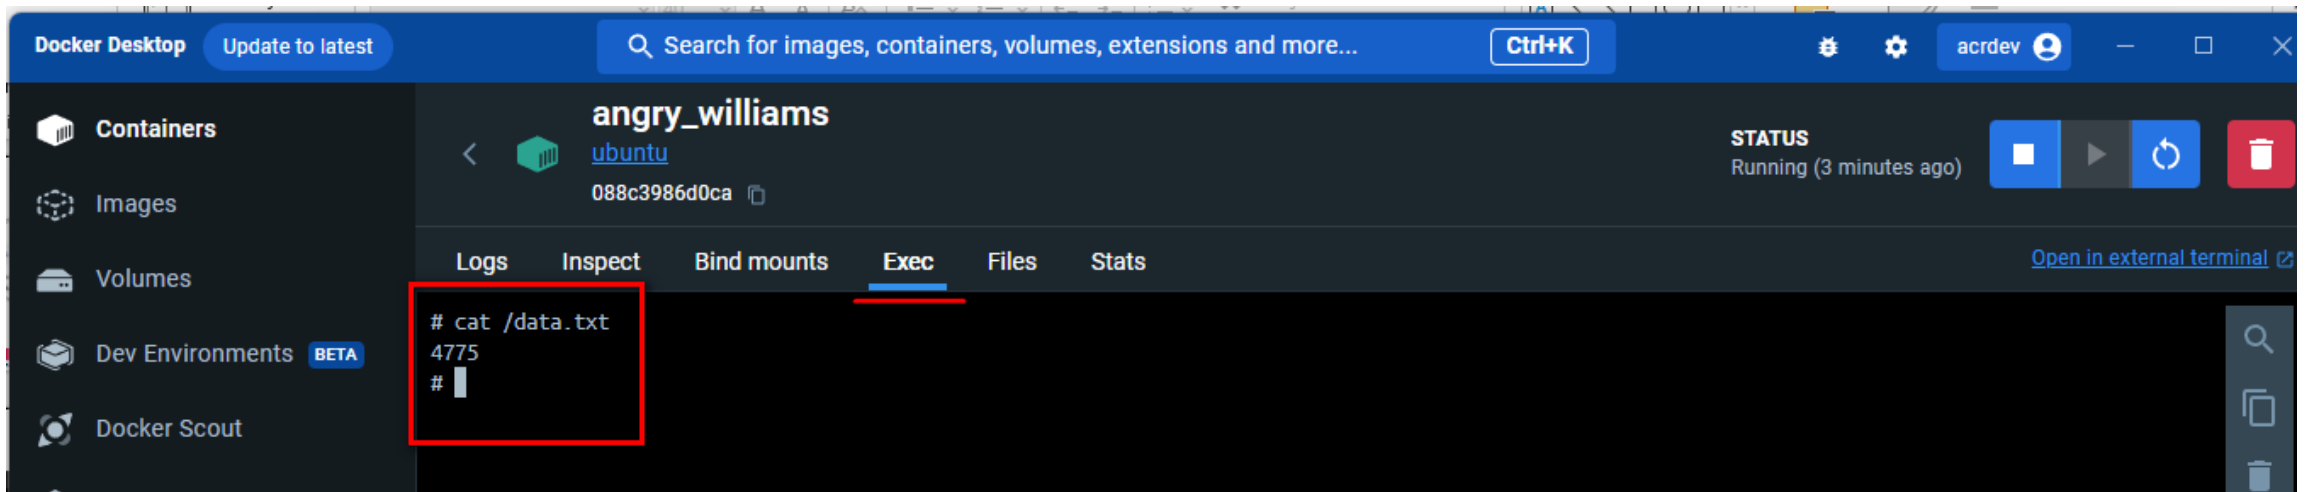 Docker Desktop Update to latest Search for images, containers, volumes, extensions and more... Ctrl+K acrdev
Containers
Images
Volumes
Dev Environments BETA
Docker Scout
angry_williams
ubuntu
088c3986d0ca
STATUS
Running (3 minutes ago)
Logs Inspect Bind mounts Exec Files Stats Open in external terminal
# cat /data.txt
4775
#